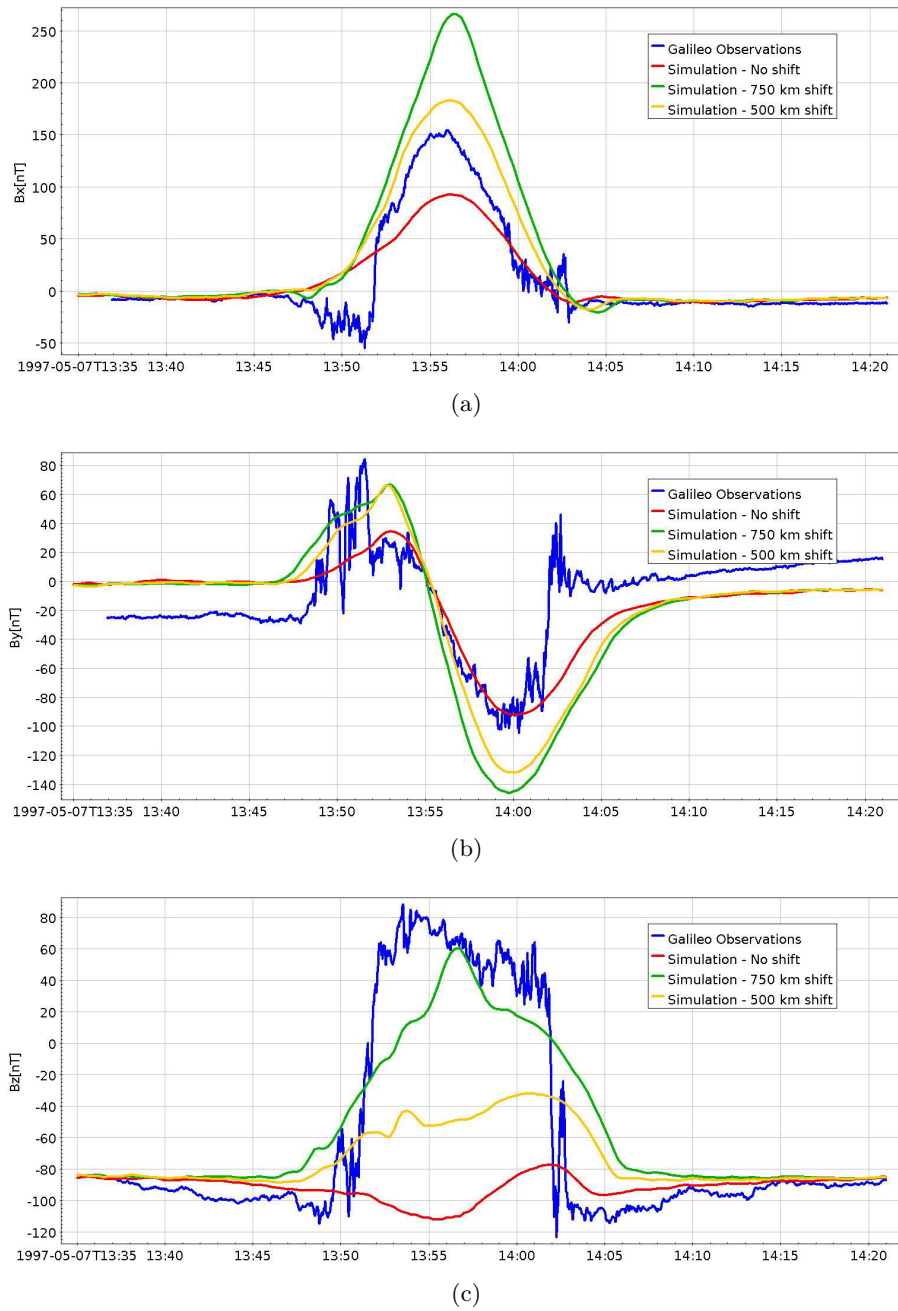 250
200
150
100
50
0
-50
Bx[nT]
Galileo Observations
Simulation - No shift
Simulation - 750 km shift
Simulation - 500 km shift
1997-05-07T13:35 13:40 13:45 13:50 13:55 14:00 14:05 14:10 14:15 14:20
(a)
80
60
40
20
0
-20
-40
-60
-80
-100
-120
-140
By[nT]
Galileo Observations
Simulation - No shift
Simulation - 750 km shift
Simulation - 500 km shift
1997-05-07T13:35 13:40 13:45 13:50 13:55 14:00 14:05 14:10 14:15 14:20
(b)
80
60
40
20
0
-20
-40
-60
-80
-100
-120
Bz[nT]
Galileo Observations
Simulation - No shift
Simulation - 750 km shift
Simulation - 500 km shift
1997-05-07T13:35 13:40 13:45 13:50 13:55 14:00 14:05 14:10 14:15 14:20
(c)